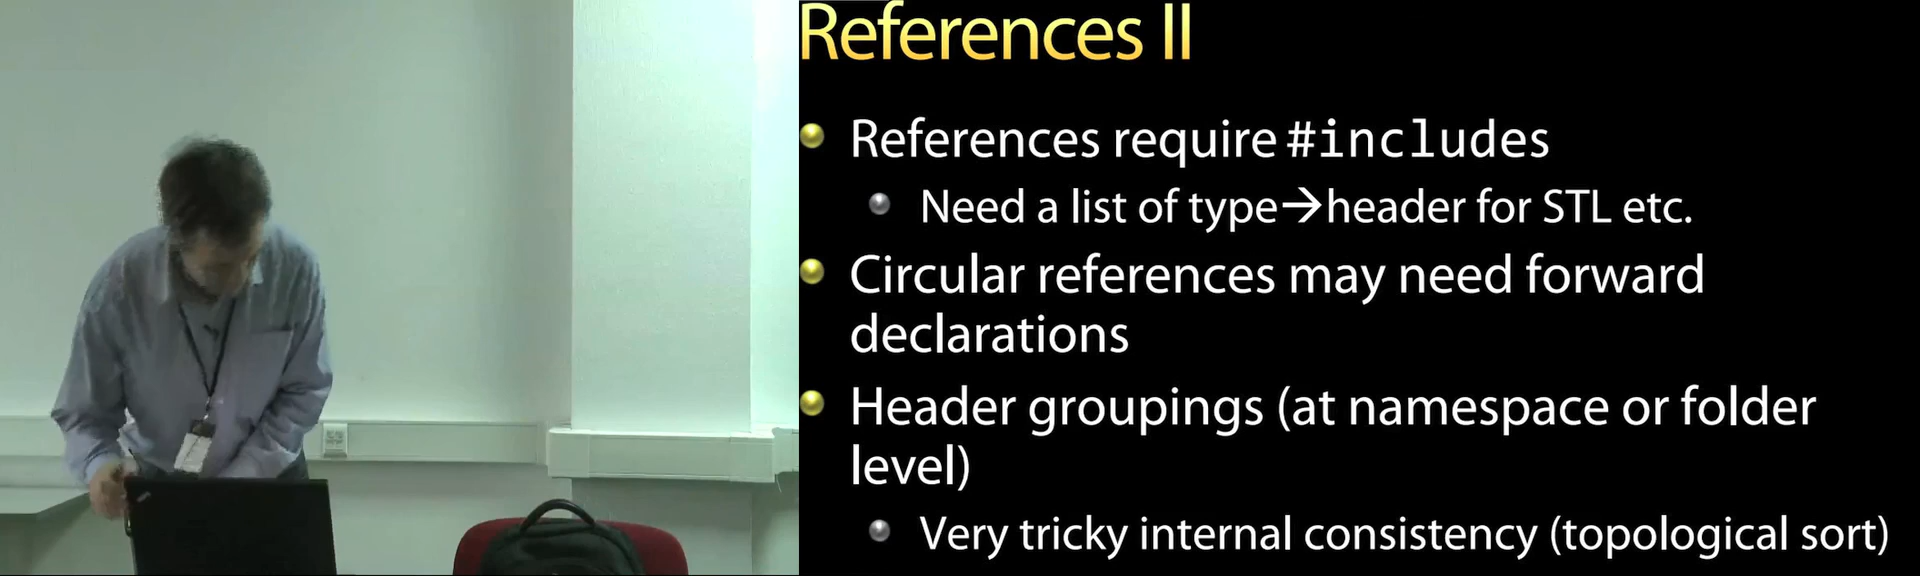 References II
References require #includes
Need a list of type→header for STL etc.
Circular references may need forward
declarations
Header groupings (at namespace or folder
level)
Very tricky internal consistency (topological sort)